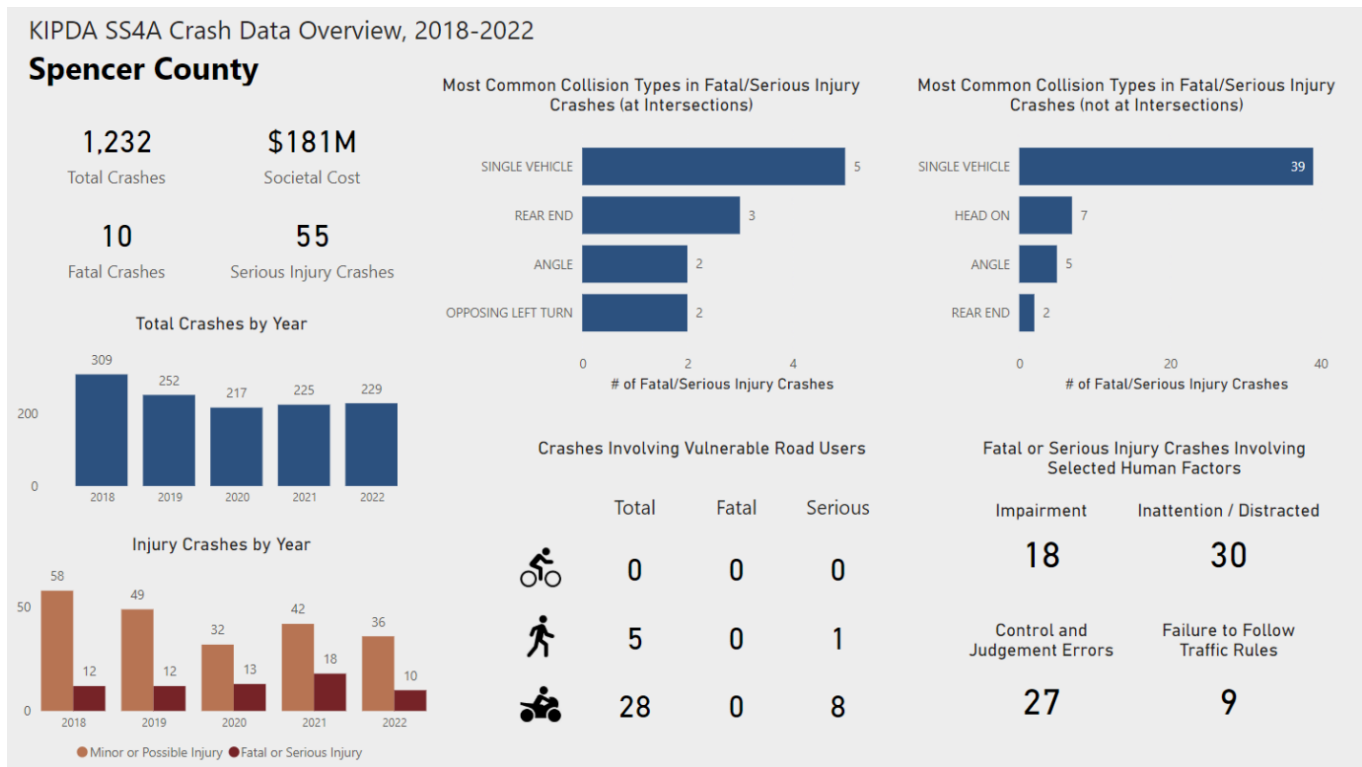 KIPDA SS4A Crash Data Overview, 2018-2022
Spencer County
1,232
Total Crashes
$181M
Societal Cost
10
Fatal Crashes
55
Serious Injury Crashes
Total Crashes by Year
309
252
217
225
229
200
0
2018
2019
2020
2021
2022
Injury Crashes by Year
58
49
32
42
36
12
12
13
18
10
50
0
2018
2019
2020
2021
2022
Minor or Possible Injury
Fatal or Serious Injury
Most Common Collision Types in Fatal/Serious Injury
Crashes (at Intersections)
SINGLE VEHICLE
5
REAR END
3
ANGLE
2
OPPOSING LEFT TURN
2
0
2
4
# of Fatal/Serious Injury Crashes
Most Common Collision Types in Fatal/Serious Injury
Crashes (not at Intersections)
SINGLE VEHICLE
39
HEAD ON
7
ANGLE
5
REAR END
2
0
20
40
# of Fatal/Serious Injury Crashes
Crashes Involving Vulnerable Road Users
Total Fatal Serious
0 0 0
5 0 1
28 0 8
Fatal or Serious Injury Crashes Involving
Selected Human Factors
Impairment
18
Inattention / Distracted
30
Control and
Judgement Errors
27
Failure to Follow
Traffic Rules
9